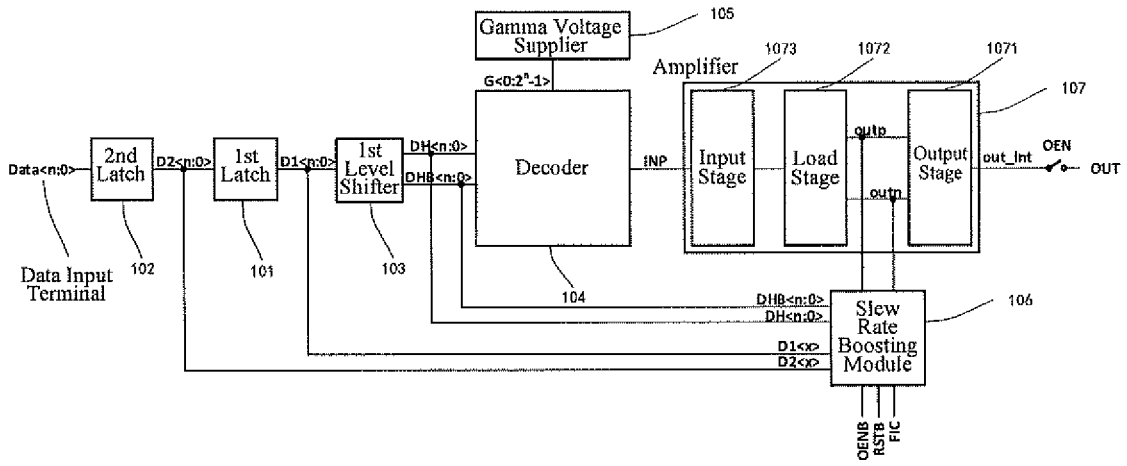 105
Gamma Voltage
Supplier
1073
1072
1071
Amplifier
107
G<0:2ⁿ-1>
2nd
Latch
1st
Latch
1st
Level
Shifter
Decoder
Input
Stage
Load
Stage
Output
Stage
Data<n:0>
D2<n:0>
D1<n:0>
DH<n:0>
DHB<n:0>
INP
outp
outn
out_int
OEN
OUT
Data Input
Terminal
102
101
103
104
106
DHB<n:0>
DH<n:0>
D1<x>
D2<x>
Slew
Rate
Boosting
Module
OENB
RSTB
FIC